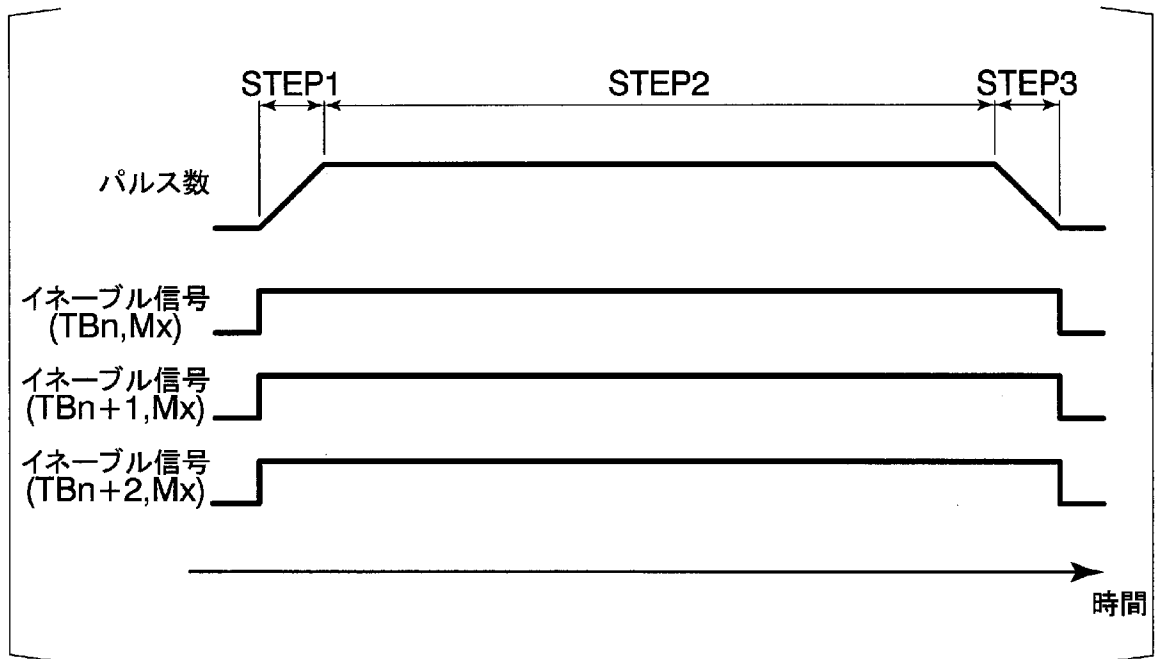 STEP1
STEP2
STEP3
パルス数
イネーブル信号
(TBn,Mx)
イネーブル信号
(TBn+1,Mx)
イネーブル信号
(TBn+2,Mx)
時間